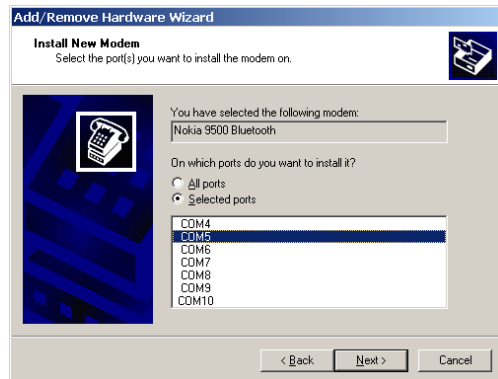 Add/Remove Hardware Wizard
Install New Modem
Select the port(s) you want to install the modem on.
You have selected the following modem:
Nokia 9500 Bluetooth
On which ports do you want to install it?
All ports
Selected ports
COM4
COM5
COM6
COM7
COM8
COM9
COM10
< Back
Next >
Cancel